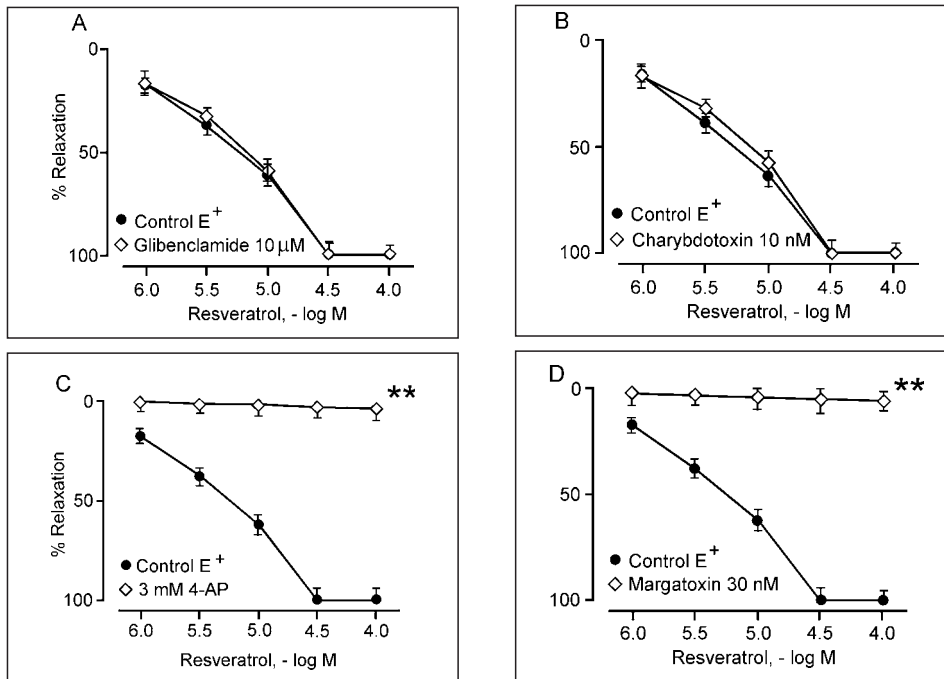 A
0
50
100
% Relaxation
Control E+
Glibenclamide 10 μM
6.0 5.5 5.0 4.5 4.0
Resveratrol, - log M
B
0
50
100
Control E+
Charybdotoxin 10 nM
6.0 5.5 5.0 4.5 4.0
Resveratrol, - log M
C
0
50
100
% Relaxation
**
Control E+
3 mM 4-AP
6.0 5.5 5.0 4.5 4.0
Resveratrol, - log M
D
0
50
100
**
Control E+
Margatoxin 30 nM
6.0 5.5 5.0 4.5 4.0
Resveratrol, - log M